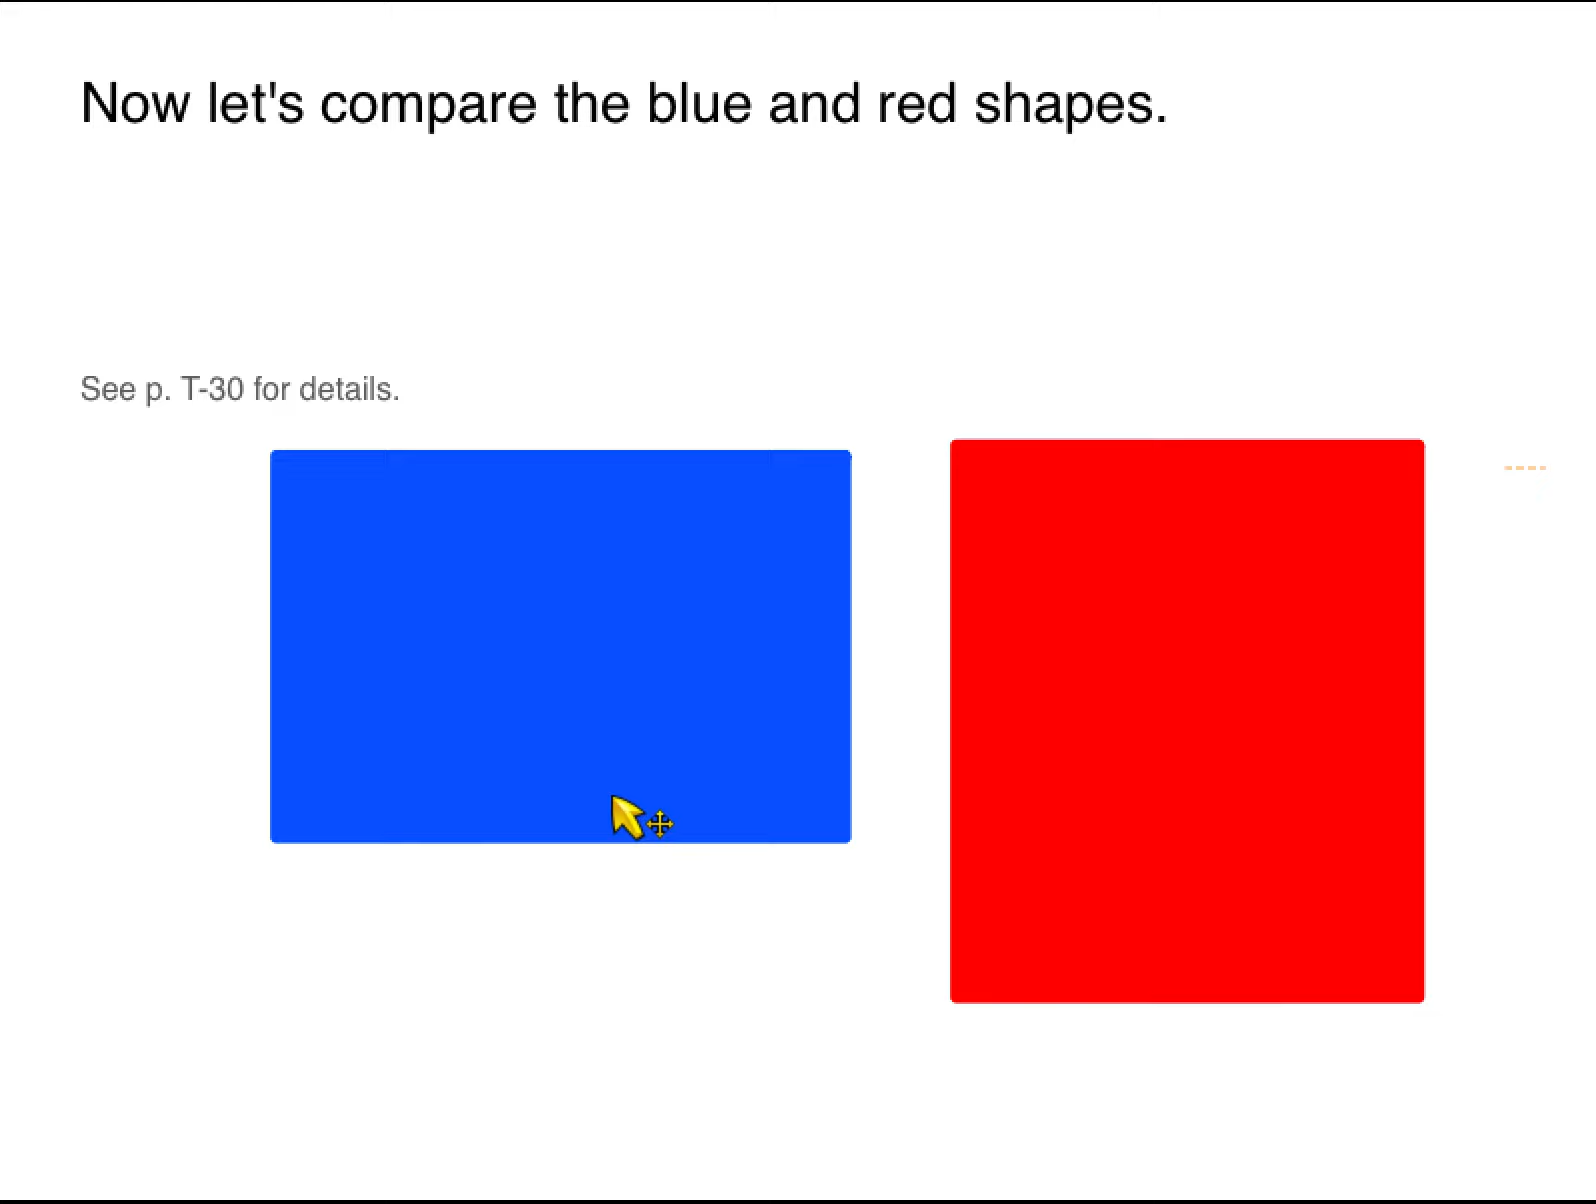 Now let's compare the blue and red shapes.
See p. T-30 for details.